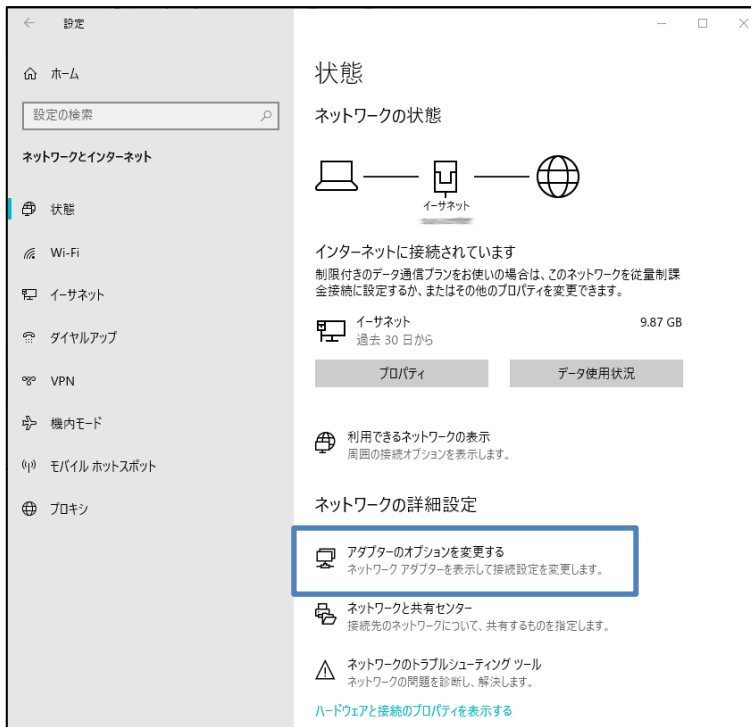 設定
ホーム
設定の検索
ネットワークとインターネット
状態
Wi-Fi
イーサネット
ダイヤルアップ
VPN
機内モード
モバイル ホットスポット
プロキシ
状態
ネットワークの状態
イーサネット
インターネットに接続されています
制限付きのデータ通信プランをお使いの場合は、このネットワークを従量制課
金接続に設定するか、またはその他のプロパティを変更できます。
イーサネット
過去 30 日から
9.87 GB
プロパティ
データ使用状況
利用できるネットワークの表示
周囲の接続オプションを表示します。
ネットワークの詳細設定
アダプターのオプションを変更する
ネットワーク アダプターを表示して接続設定を変更します。
ネットワークと共有センター
接続先のネットワークについて、共有するものを指定します。
ネットワークのトラブルシューティング ツール
ネットワークの問題を診断し、解決します。
ハードウェアと接続のプロパティを表示する